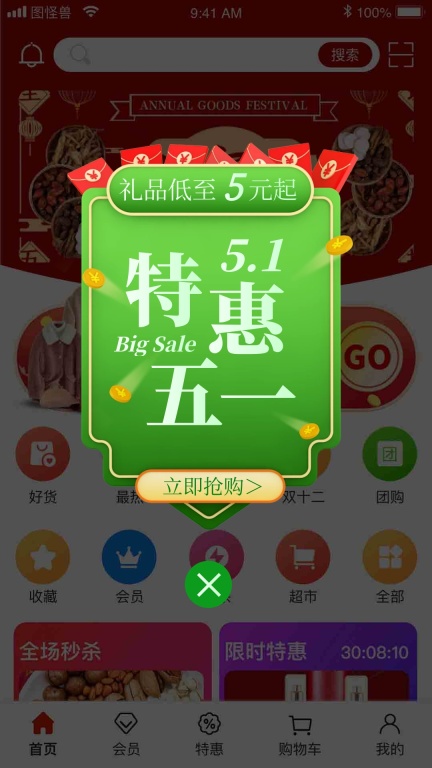 图怪兽
9:41 AM
100%
搜索
ANNUAL GOODS FESTIVAL
礼品低至 5 元起
5.1
特惠
Big Sale
五一
GO
立即抢购＞
好货
最热
双十二
团购
收藏
会员
超市
全部
全场秒杀
限时特惠 30:08:10
首页
会员
特惠
购物车
我的